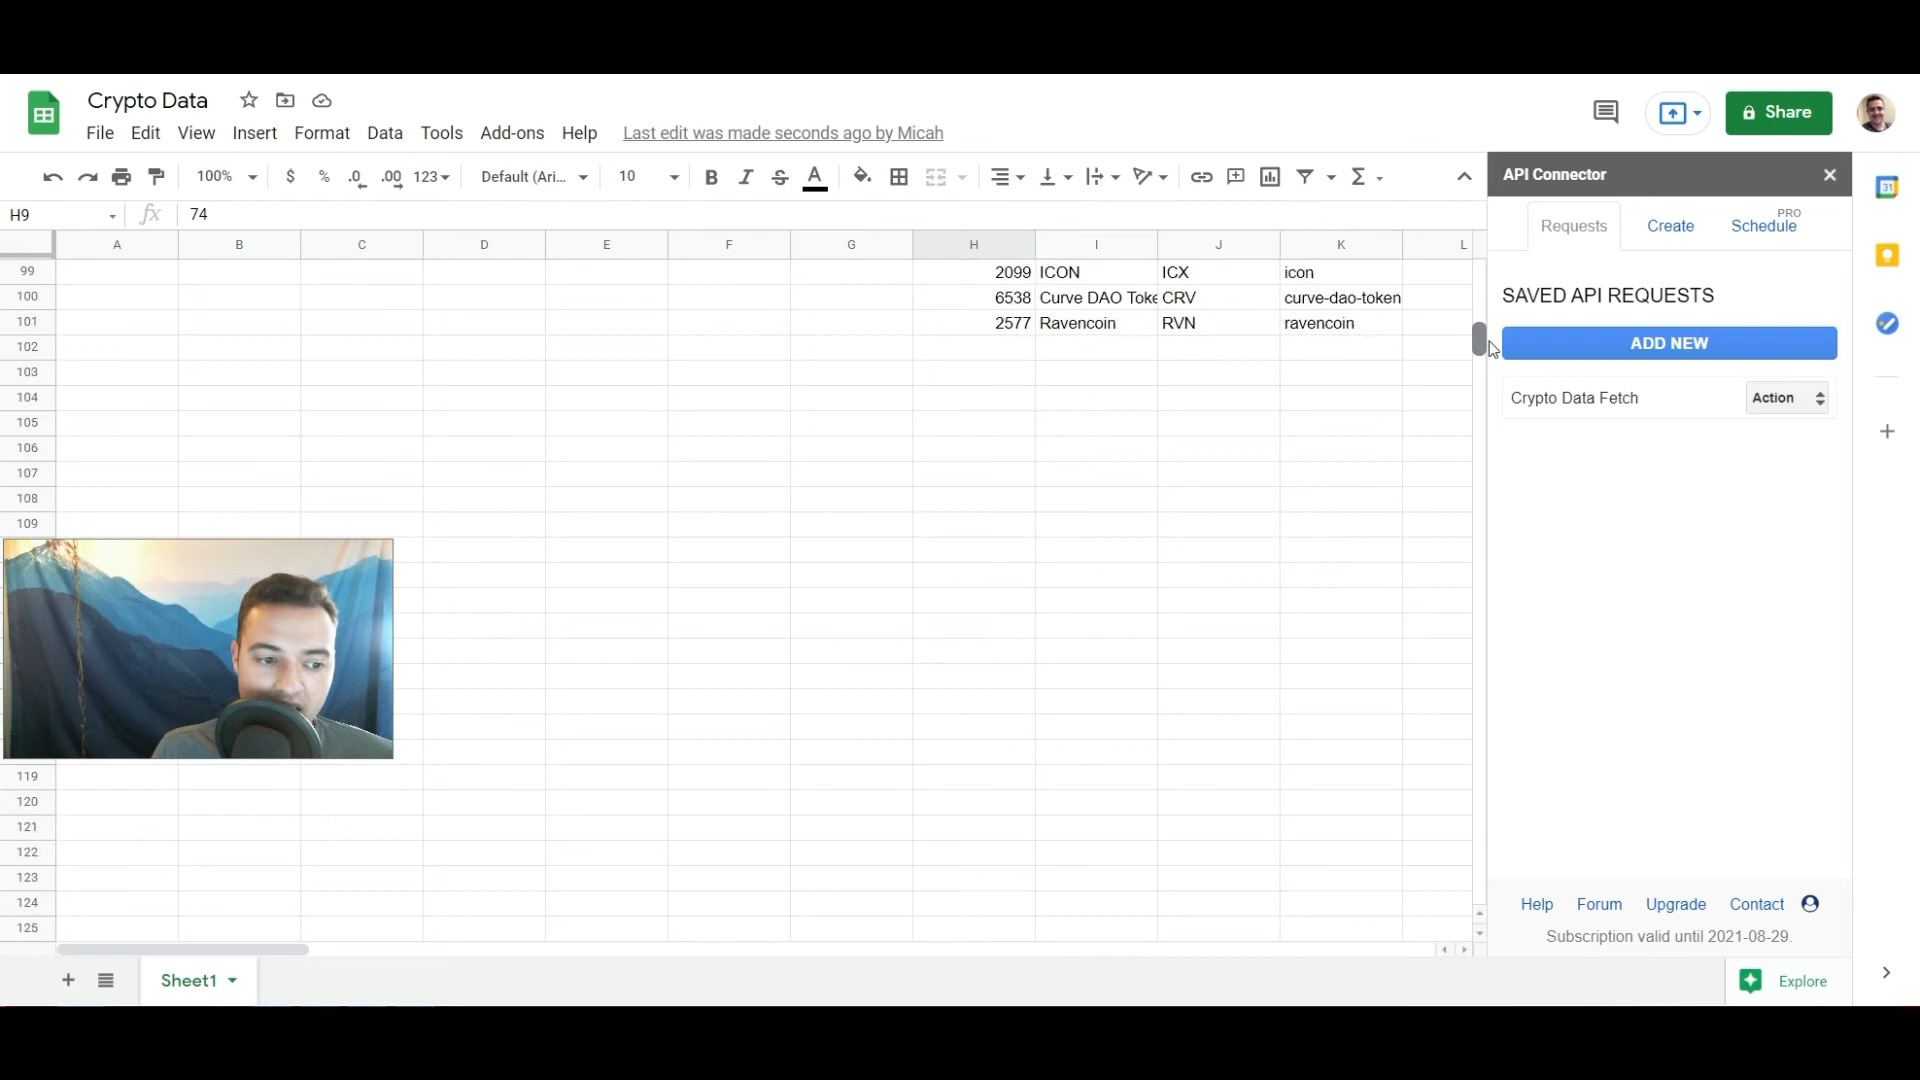 Crypto Data
File Edit View Insert Format Data Tools Add-ons Help Last edit was made seconds ago by Micah
Share
100% $ % .0 .00 123 Default (Ari... 10 B I S A Σ
H9 fx 74
A B C D E F G H I J K L
99 2099 ICON ICX icon
100 6538 Curve DAO Toke CRV curve-dao-token
101 2577 Ravencoin RVN ravencoin
102
103
104
105
106
107
108
109
119
120
121
122
123
124
125
Sheet1
Explore
API Connector
Requests Create Schedule PRO
SAVED API REQUESTS
ADD NEW
Crypto Data Fetch Action
Help Forum Upgrade Contact
Subscription valid until 2021-08-29.
31